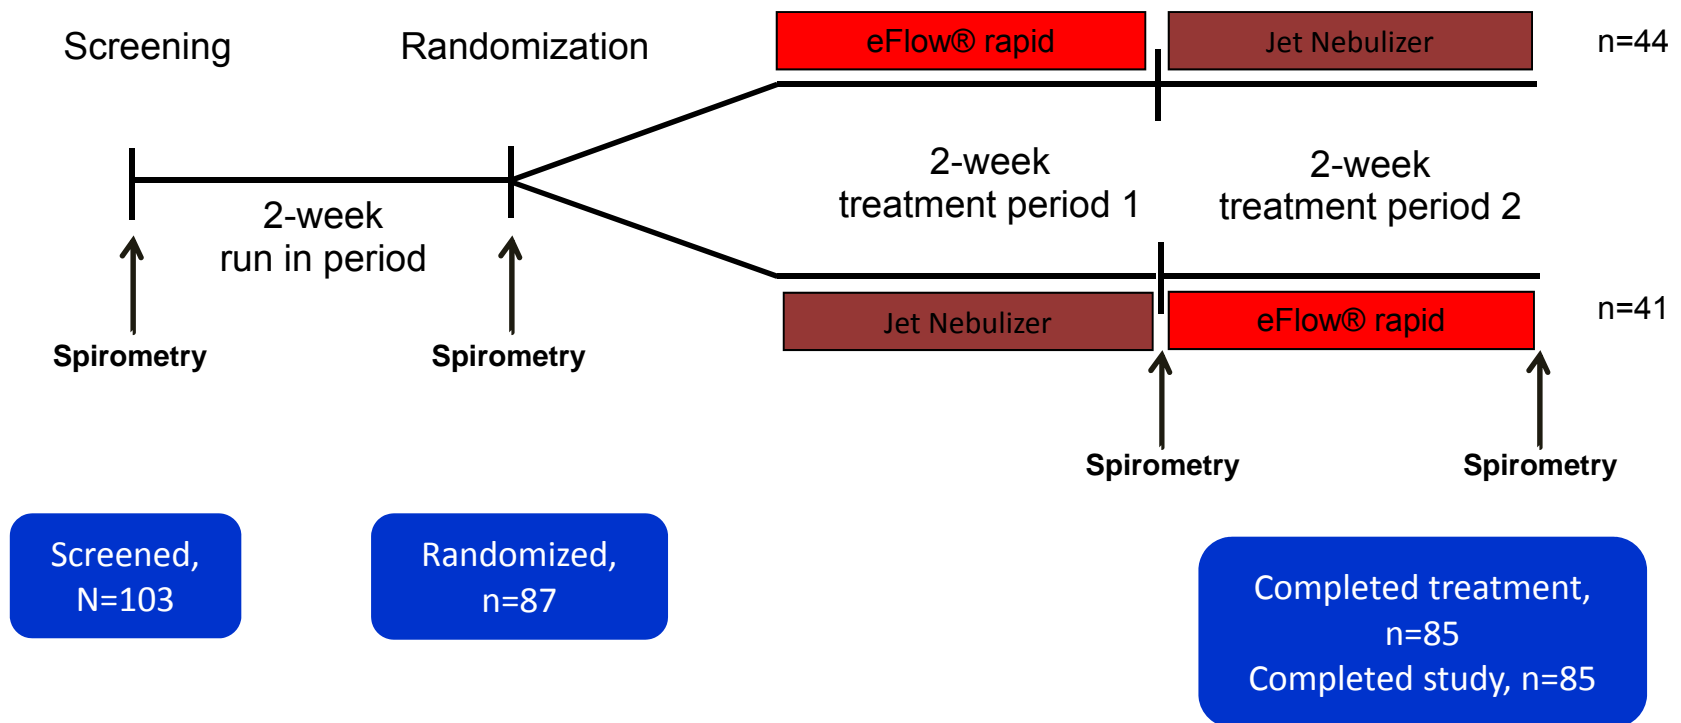 Screening
Randomization
eFlow® rapid
Jet Nebulizer
n=44
2-week
run in period
2-week
treatment period 1
2-week
treatment period 2
Jet Nebulizer
eFlow® rapid
n=41
Spirometry
Spirometry
Spirometry
Spirometry
Screened,
N=103
Randomized,
n=87
Completed treatment,
n=85
Completed study, n=85